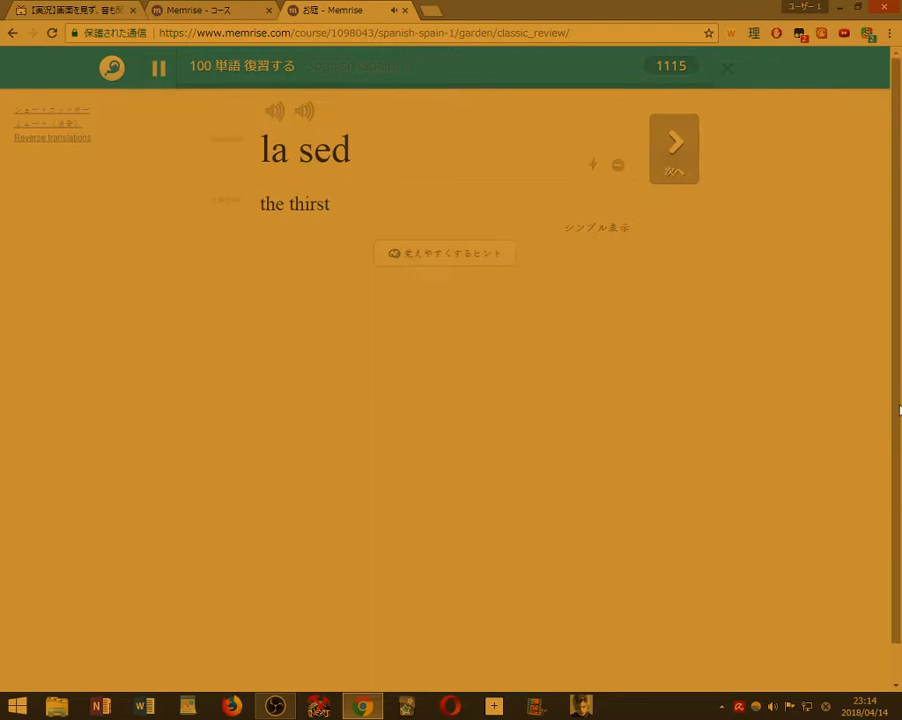 【実況】画面を見ず、音も
Memrise - コース
お庭 - Memrise
ユーザー 1
保護された通信
https://www.memrise.com/course/1098043/spanish-spain-1/garden/classic_review/
100 単語 復習する
1115
Reverse translations
la sed
次へ
the thirst
シンプル表示
覚えやすくするヒント
23:14
2018/04/14